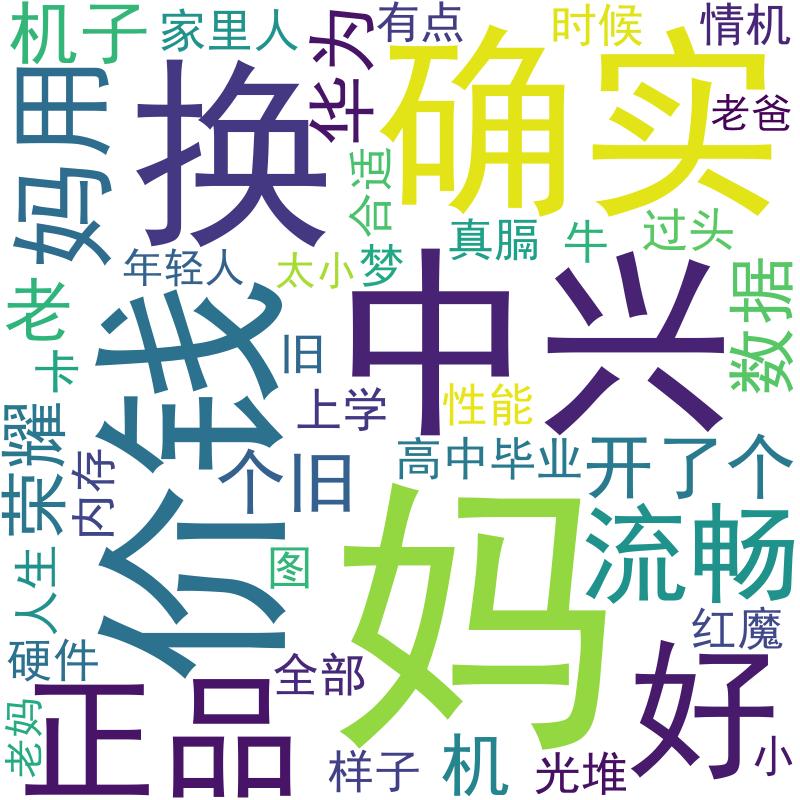 机子
家里人
华为
有点
时候
情机
用
换
确实
老爸
妈
合适
真膈
牛
过头
年轻人
太小
梦
中兴
数据
老
价钱
旧
卡
上学
性能
荣耀
内存
个旧
高中毕业
开了个
妈
流畅
人生
图
红魔
硬件
全部
好
老妈
正品
样子
机
光堆
小